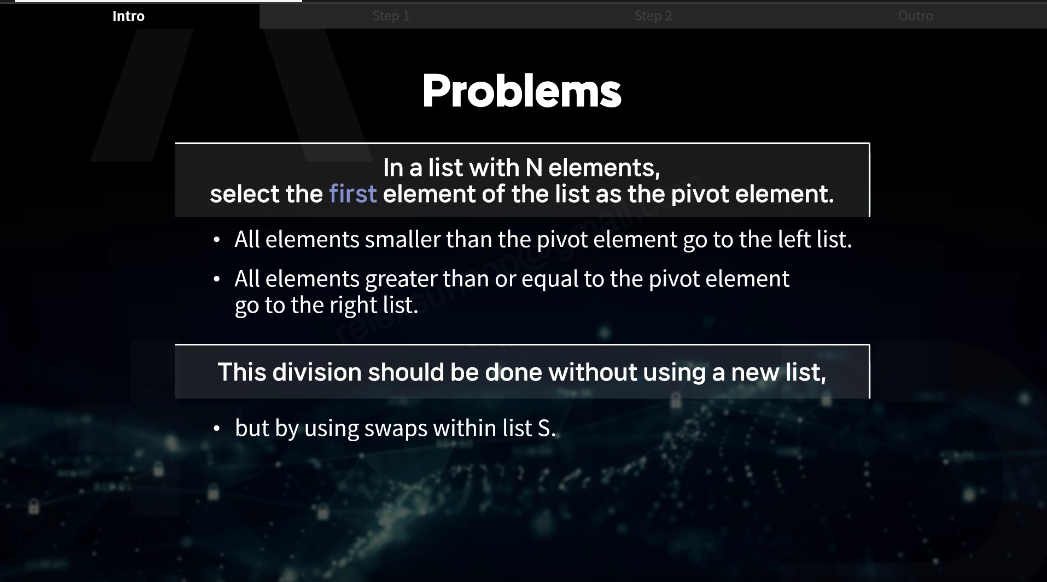 Intro
Step 1
Step 2
Outro
Problems
In a list with N elements,
select the first element of the list as the pivot element.
• All elements smaller than the pivot element go to the left list.
• All elements greater than or equal to the pivot element
go to the right list.
This division should be done without using a new list,
• but by using swaps within list S.